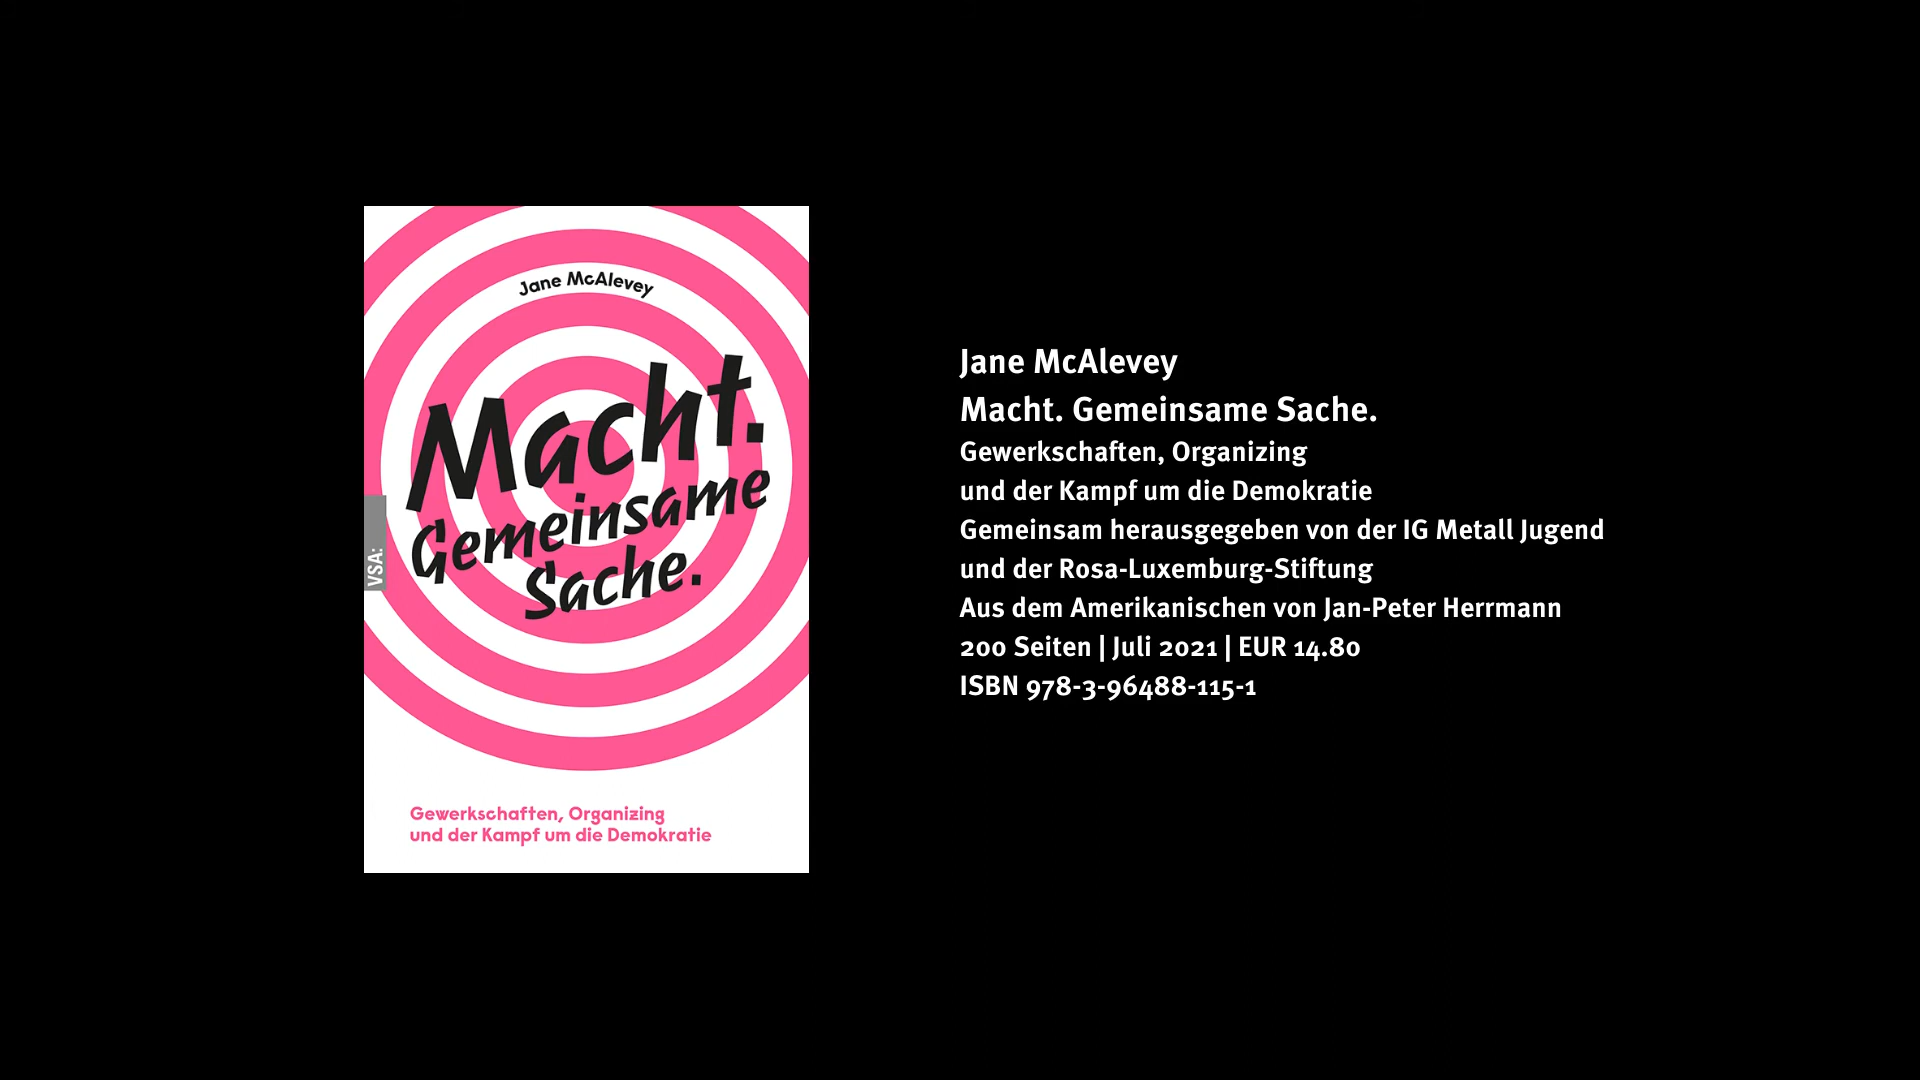 Jane McAlevey
Macht.
Gemeinsame
Sache.
VSA:
Gewerkschaften, Organizing
und der Kampf um die Demokratie
Jane McAlevey
Macht. Gemeinsame Sache.
Gewerkschaften, Organizing
und der Kampf um die Demokratie
Gemeinsam herausgegeben von der IG Metall Jugend
und der Rosa-Luxemburg-Stiftung
Aus dem Amerikanischen von Jan-Peter Herrmann
200 Seiten | Juli 2021 | EUR 14.80
ISBN 978-3-96488-115-1